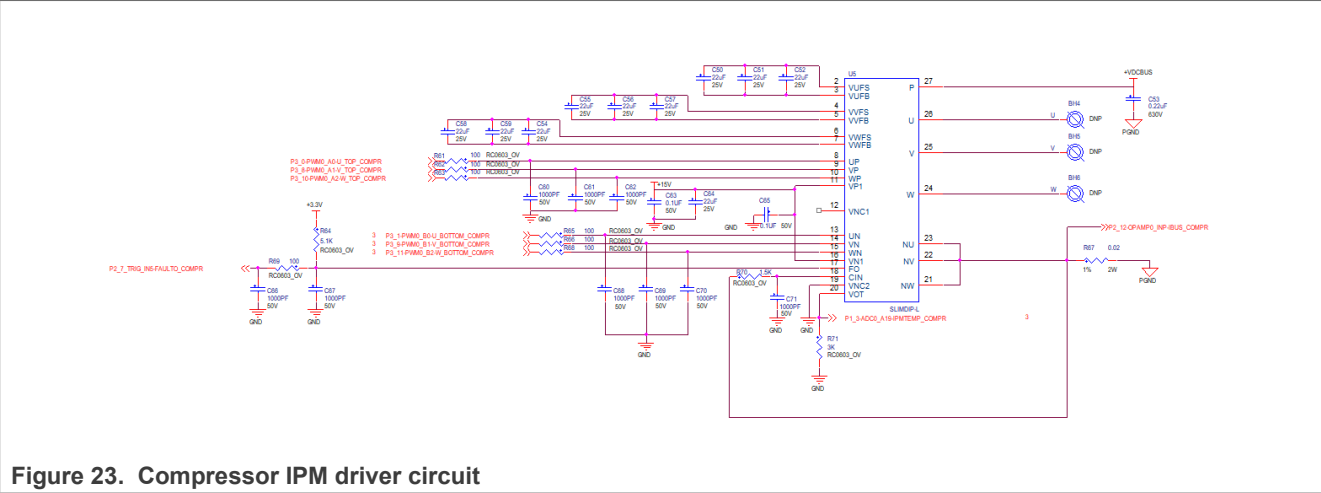 C50
22uF
25V
C51
22uF
25V
C52
22uF
25V
C55
22uF
25V
C56
22uF
25V
C57
22uF
25V
C58
22uF
25V
C59
22uF
25V
C54
22uF
25V
U5
2 VUFS
3 VUFB
4 VVFS
5 VVFB
6 VWFS
7 VWFB
8 UP
9 VP
10 WP
11 VP1
12 VNC1
13 UN
14 VN
15 WN
16 VN1
17 FO
18 CIN
19 VNC2
20 VOT
P 27
U 26
V 25
W 24
NU 23
NV 22
NW 21
SLIMDIP-L
+VDCBUS
C53
0.22uF
630V
PGND
U
BH4
DNP
V
BH5
DNP
W
BH6
DNP
P3_0-PWM0_A0-U_TOP_COMPR
P3_8-PWM0_A1-V_TOP_COMPR
P3_10-PWM0_A2-W_TOP_COMPR
R61 100 RC0603_OV
R62 100 RC0603_OV
R63 100 RC0603_OV
C60
1000PF
50V
C61
1000PF
50V
C62
1000PF
50V
GND
+15V
C63
0.1UF
50V
C64
22uF
25V
GND
C65
0.1UF 50V
GND
+3.3V
R64
5.1K
RC0603_OV
3 P3_1-PWM0_B0-U_BOTTOM_COMPR
3 P3_9-PWM0_B1-V_BOTTOM_COMPR
3 P3_11-PWM0_B2-W_BOTTOM_COMPR
R65 100 RC0603_OV
R66 100 RC0603_OV
R68 100 RC0603_OV
P2_7_TRIG_IN5-FAULTO_COMPR
R69 100
RC0603_OV
C66
1000PF
50V
GND
C67
1000PF
50V
GND
C68
1000PF
50V
C69
1000PF
50V
C70
1000PF
50V
GND
R70 1.5K
RC0603_OV
C71
1000PF
50V
GND
GND
P1_3-ADC0_A15-IPMTEMP_COMPR
3
R71
3K
RC0603_OV
GND
P2_12-OPAMP0_INP-IBUS_COMPR
R67 0.02
1% 2W
PGND
Figure 23. Compressor IPM driver circuit